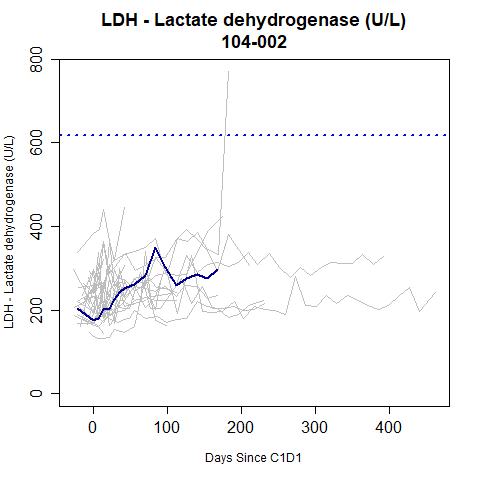 LDH - Lactate dehydrogenase (U/L)
104-002
LDH - Lactate dehydrogenase (U/L)
800
600
400
200
0
0 100 200 300 400
Days Since C1D1